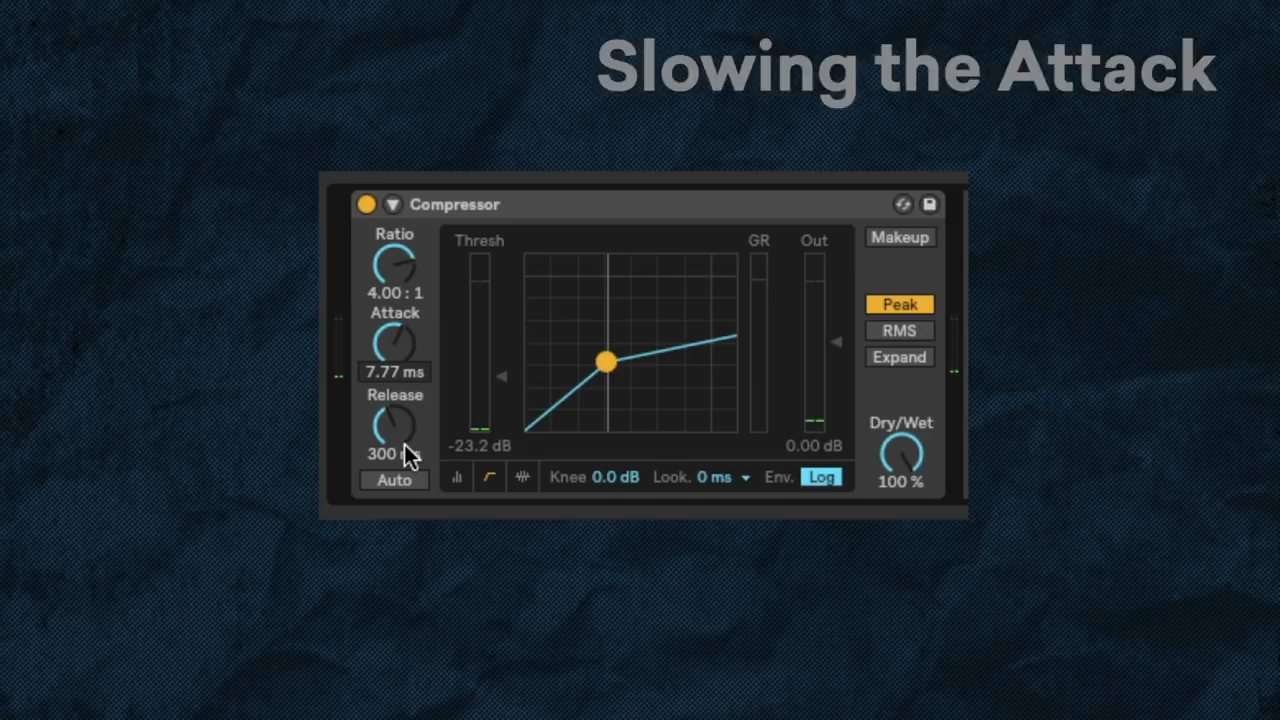 Slowing the Attack
Compressor
Ratio
4.00 : 1
Attack
7.77 ms
Release
300
Auto
Thresh
-23.2 dB
GR
Out
0.00 dB
Knee 0.0 dB Look. 0 ms Env. Log
Makeup
Peak
RMS
Expand
Dry/Wet
100 %